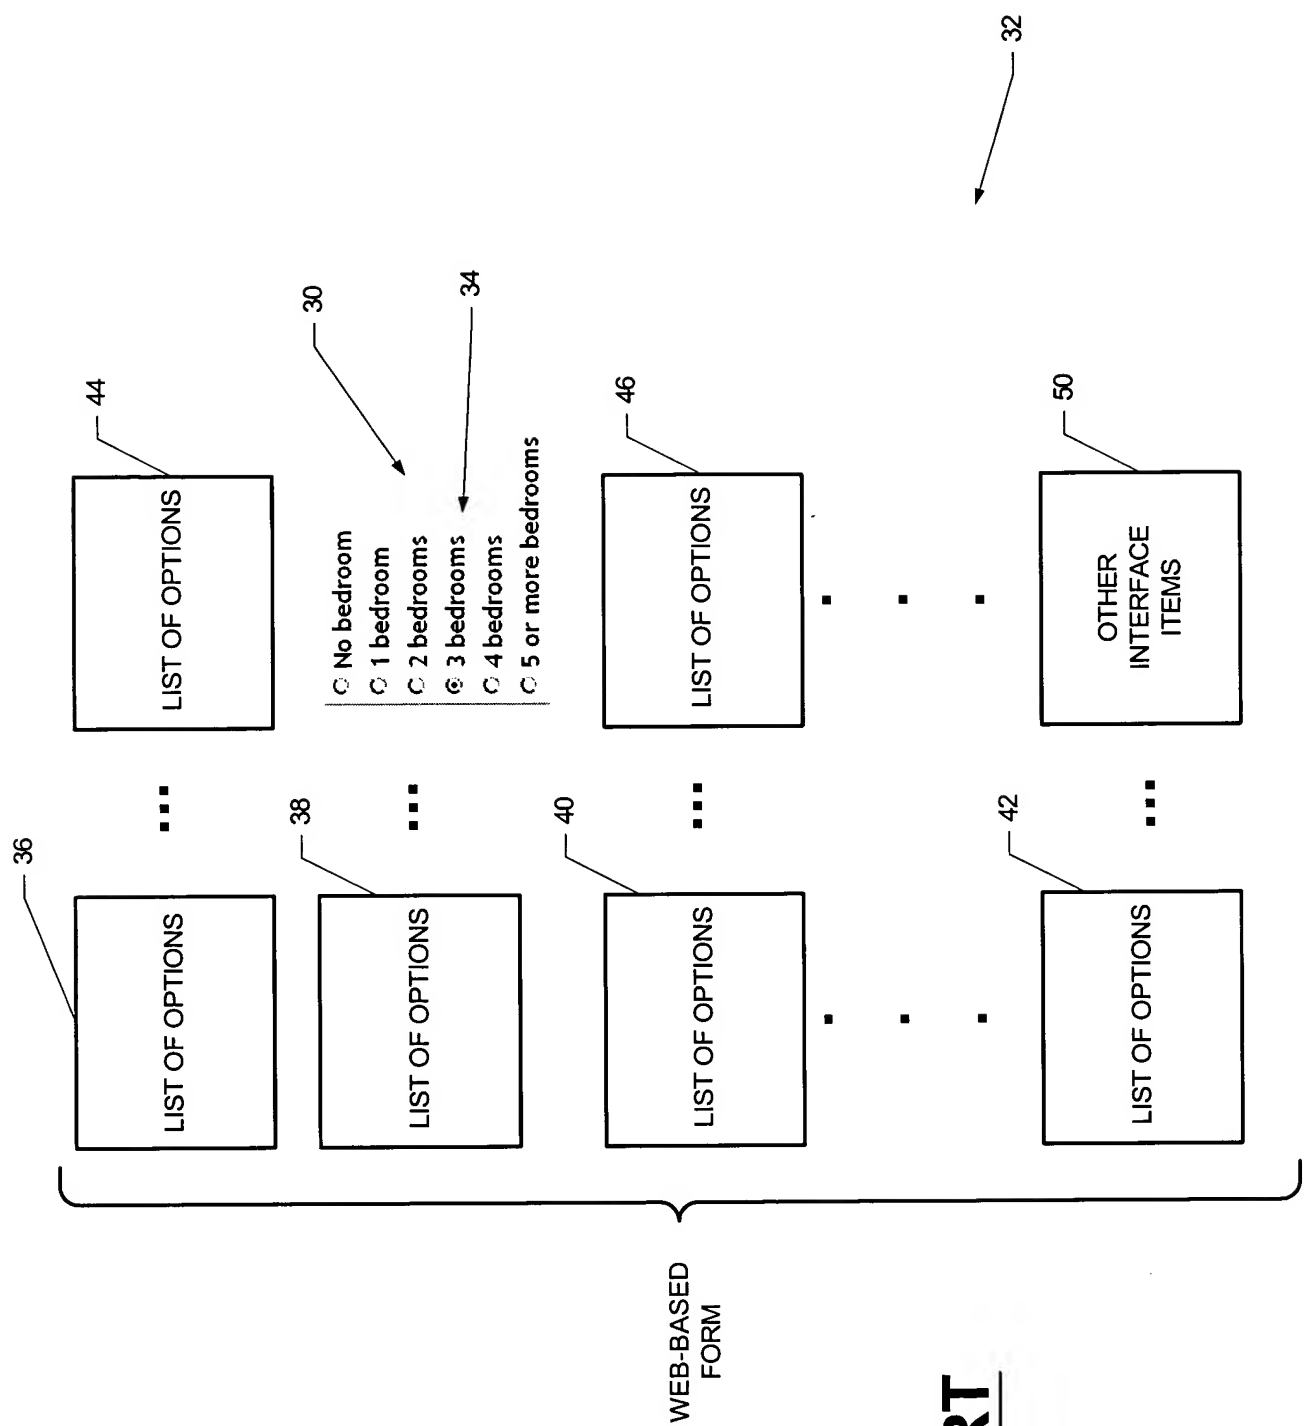 36
44
LIST OF OPTIONS
LIST OF OPTIONS
38
30
LIST OF OPTIONS
No bedroom
1 bedroom
2 bedrooms
3 bedrooms
4 bedrooms
5 or more bedrooms
34
40
46
WEB-BASED
FORM
LIST OF OPTIONS
LIST OF OPTIONS
42
50
32
LIST OF OPTIONS
OTHER
INTERFACE
ITEMS